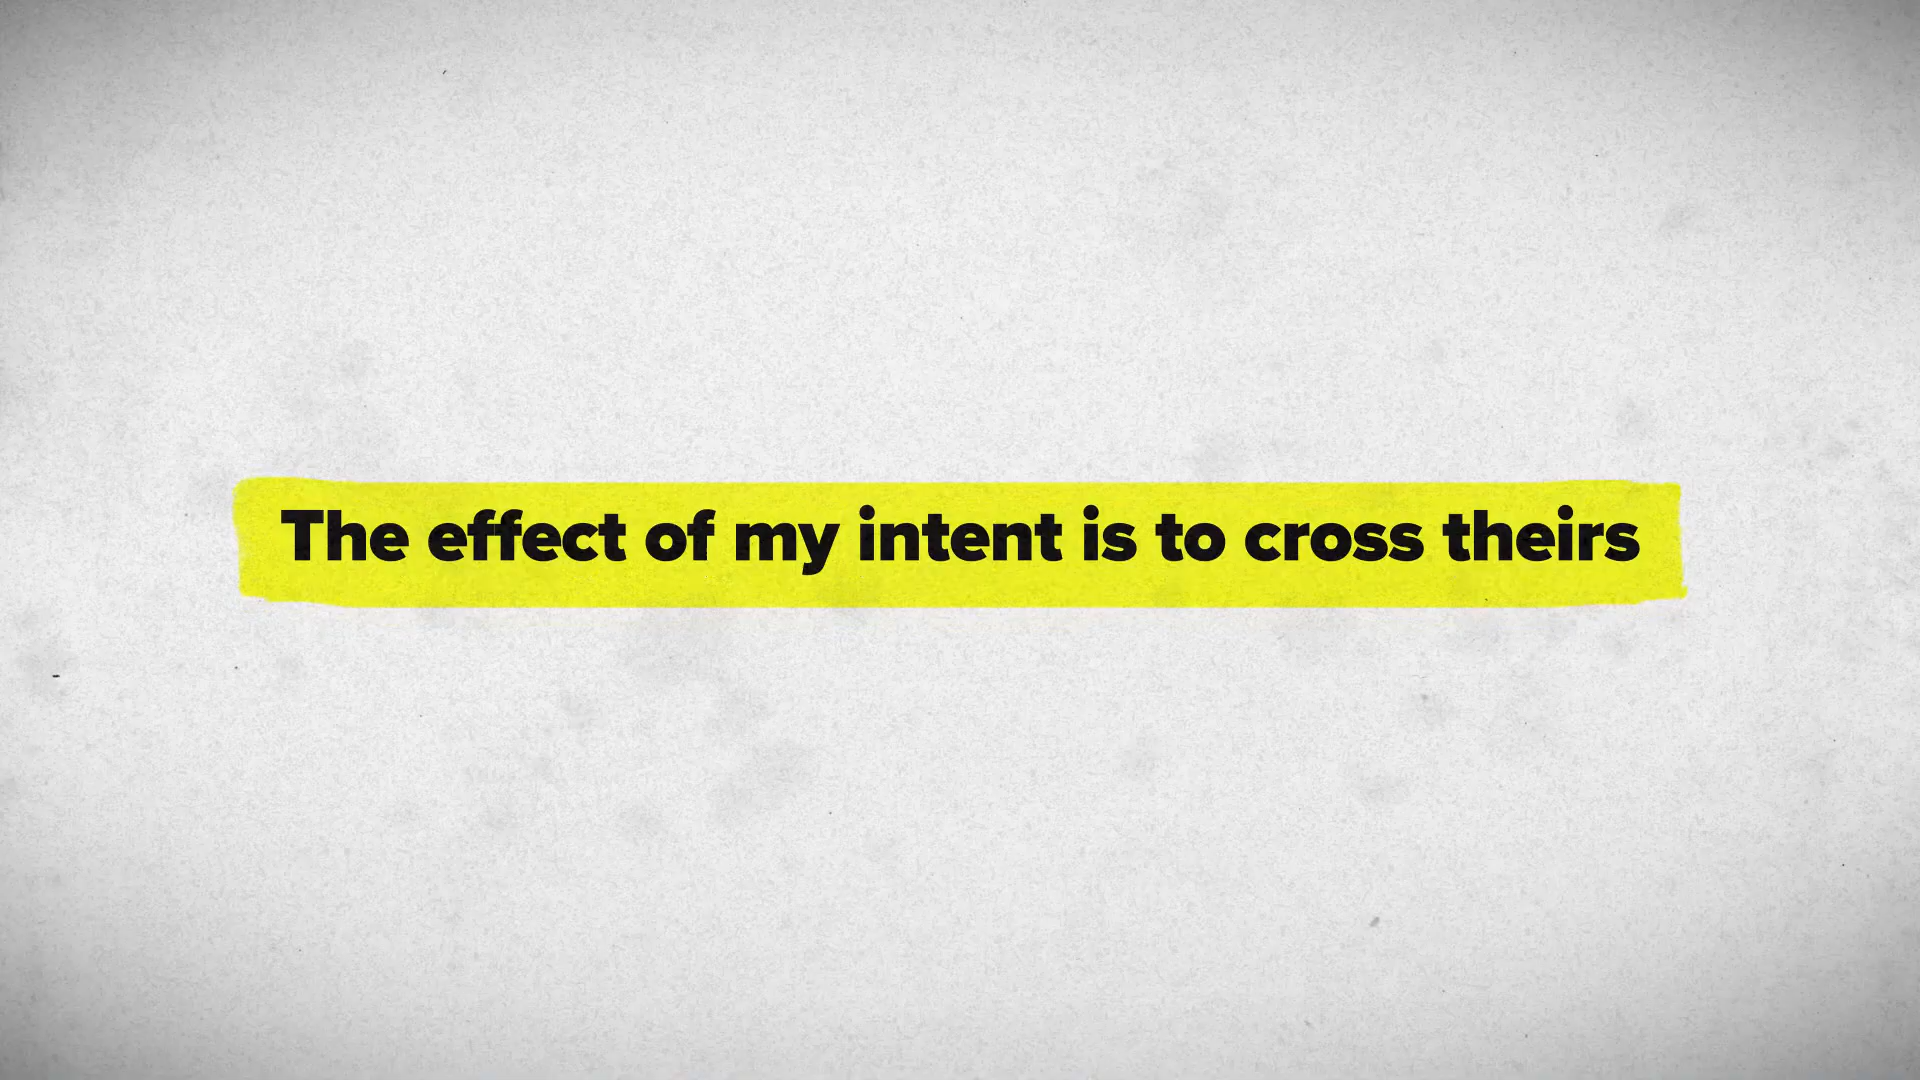 The effect of my intent is to cross theirs